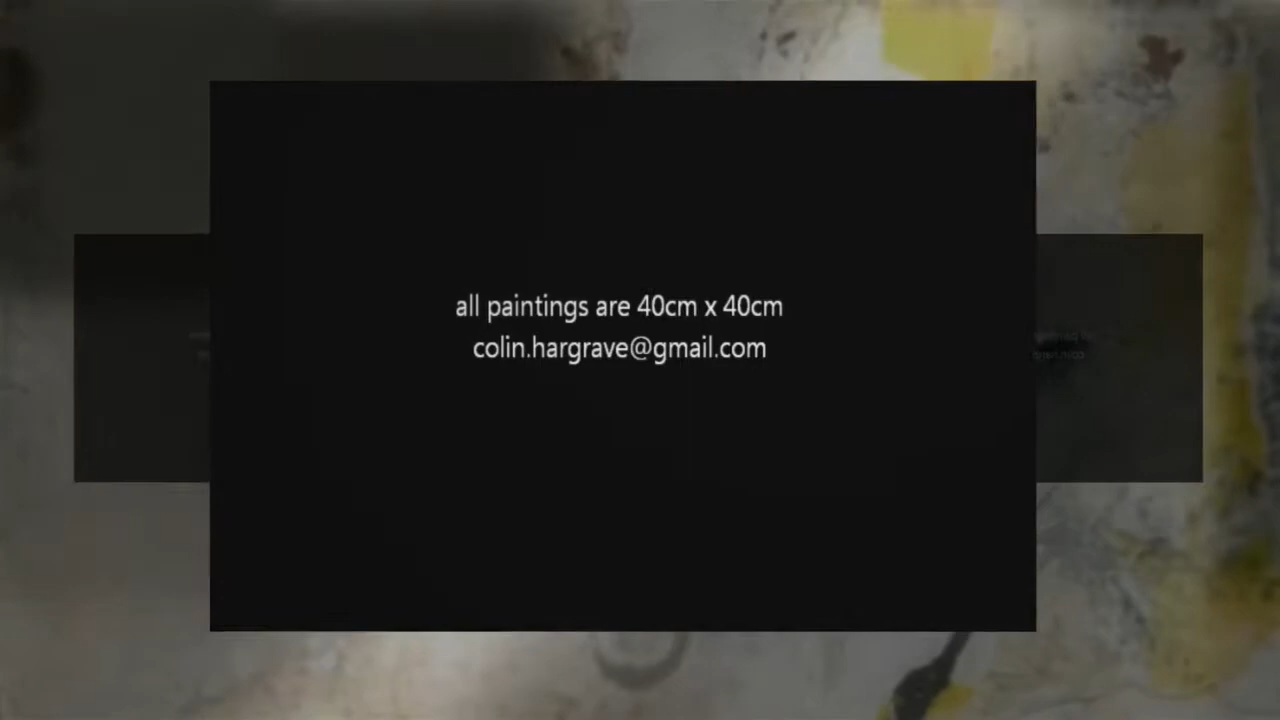 all paintings are 40cm x 40cm
colin.hargrave@gmail.com